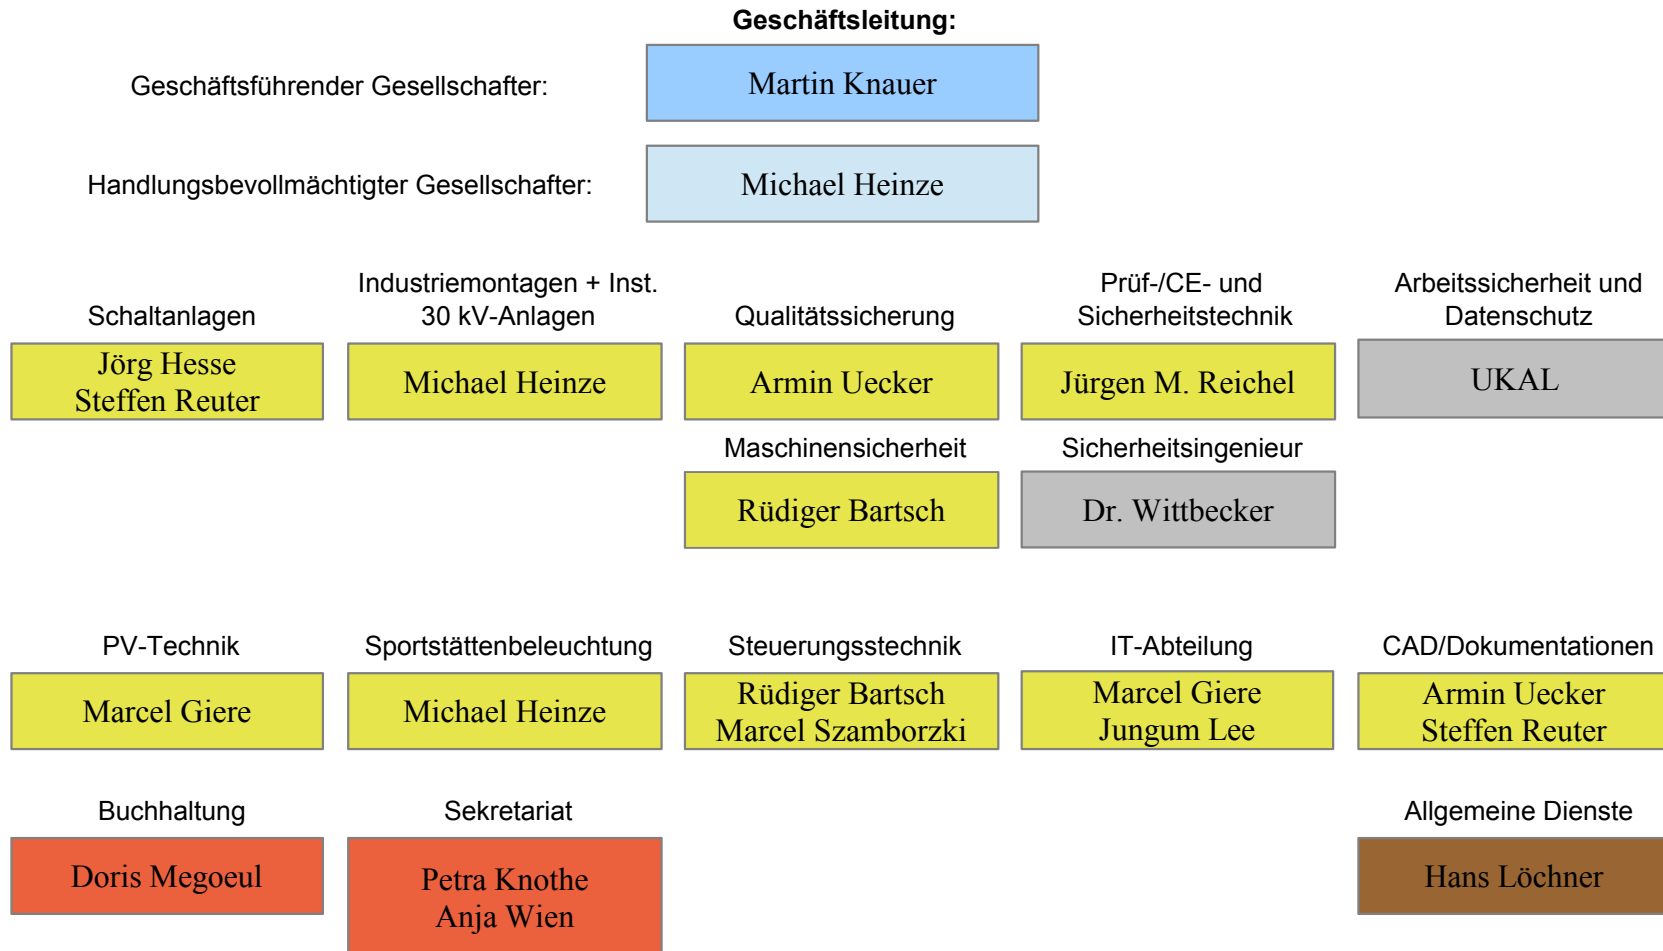 Geschäftsleitung:
Geschäftsführender Gesellschafter:
Martin Knauer
Handlungsbevollmächtigter Gesellschafter:
Michael Heinze
Schaltanlagen
Jörg Hesse
Steffen Reuter
Industriemontagen + Inst.
30 kV-Anlagen
Michael Heinze
Qualitätssicherung
Armin Uecker
Prüf-/CE- und
Sicherheitstechnik
Jürgen M. Reichel
Arbeitssicherheit und
Datenschutz
UKAL
Maschinensicherheit
Rüdiger Bartsch
Sicherheitsingenieur
Dr. Wittbecker
PV-Technik
Marcel Giere
Sportstättenbeleuchtung
Michael Heinze
Steuerungsstechnik
Rüdiger Bartsch
Marcel Szamborzki
IT-Abteilung
Marcel Giere
Jungum Lee
CAD/Dokumentationen
Armin Uecker
Steffen Reuter
Buchhaltung
Doris Megoeul
Sekretariat
Petra Knothe
Anja Wien
Allgemeine Dienste
Hans Löchner